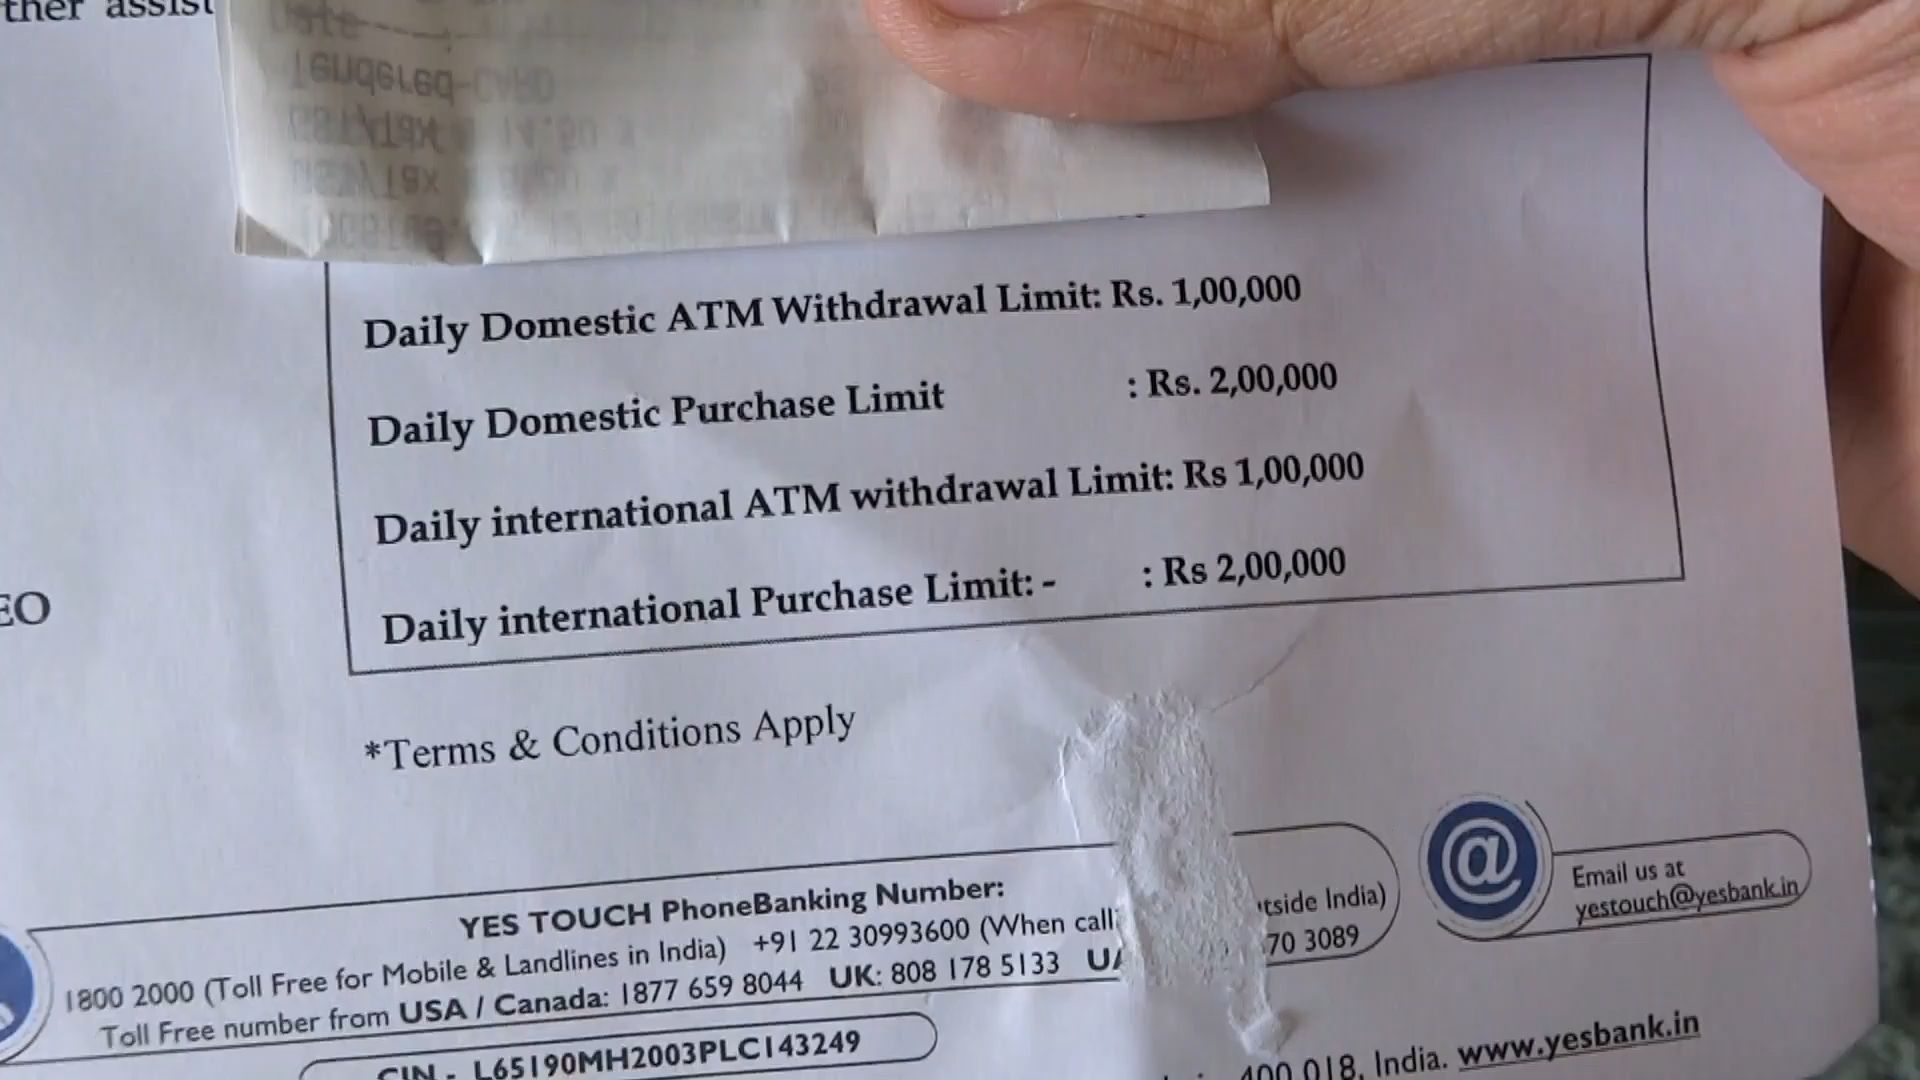 ther assist
Date
Tendered-CARD
Daily Domestic ATM Withdrawal Limit: Rs. 1,00,000
Daily Domestic Purchase Limit : Rs. 2,00,000
Daily international ATM withdrawal Limit: Rs 1,00,000
Daily international Purchase Limit: - : Rs 2,00,000
EO
*Terms & Conditions Apply
YES TOUCH PhoneBanking Number:
1800 2000 (Toll Free for Mobile & Landlines in India) +91 22 30993600 (When call tside India)
Toll Free number from USA / Canada: 1877 659 8044 UK: 808 178 5133 UA 70 3089
@
Email us at
yestouch@yesbank.in
CIN - L65190MH2003PLC143249
400 018, India. www.yesbank.in